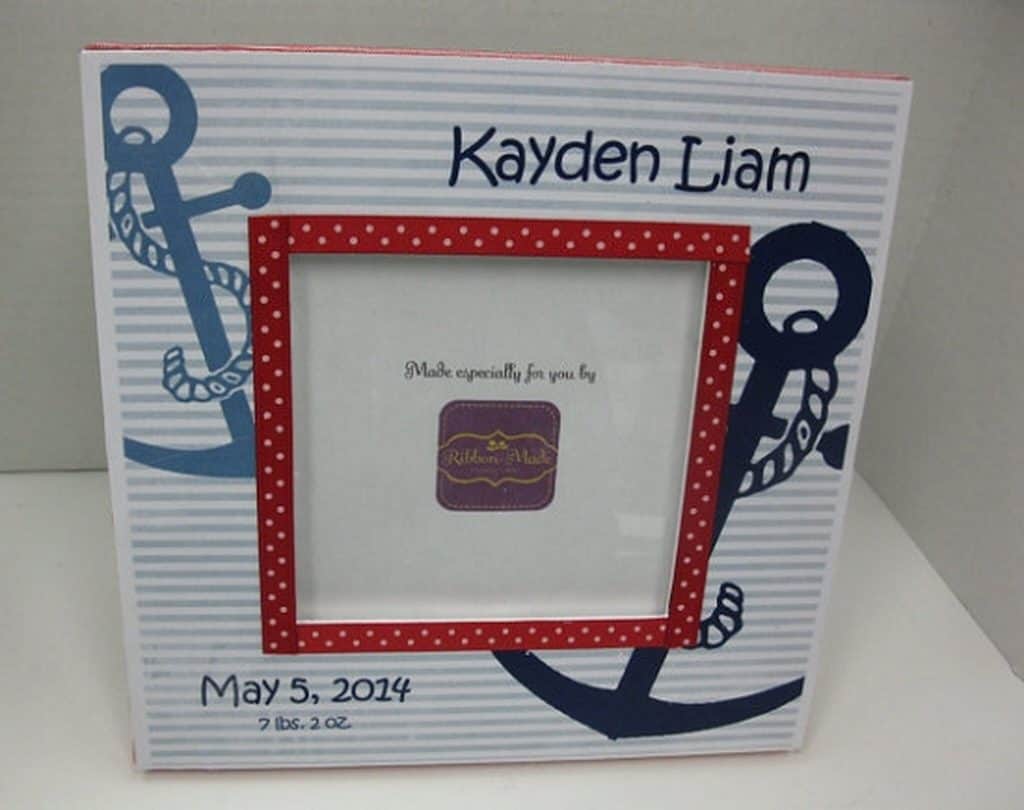 Kayden Liam
Made especially for you by
Ribbon Made
May 5, 2014
7 lbs. 2 oz.